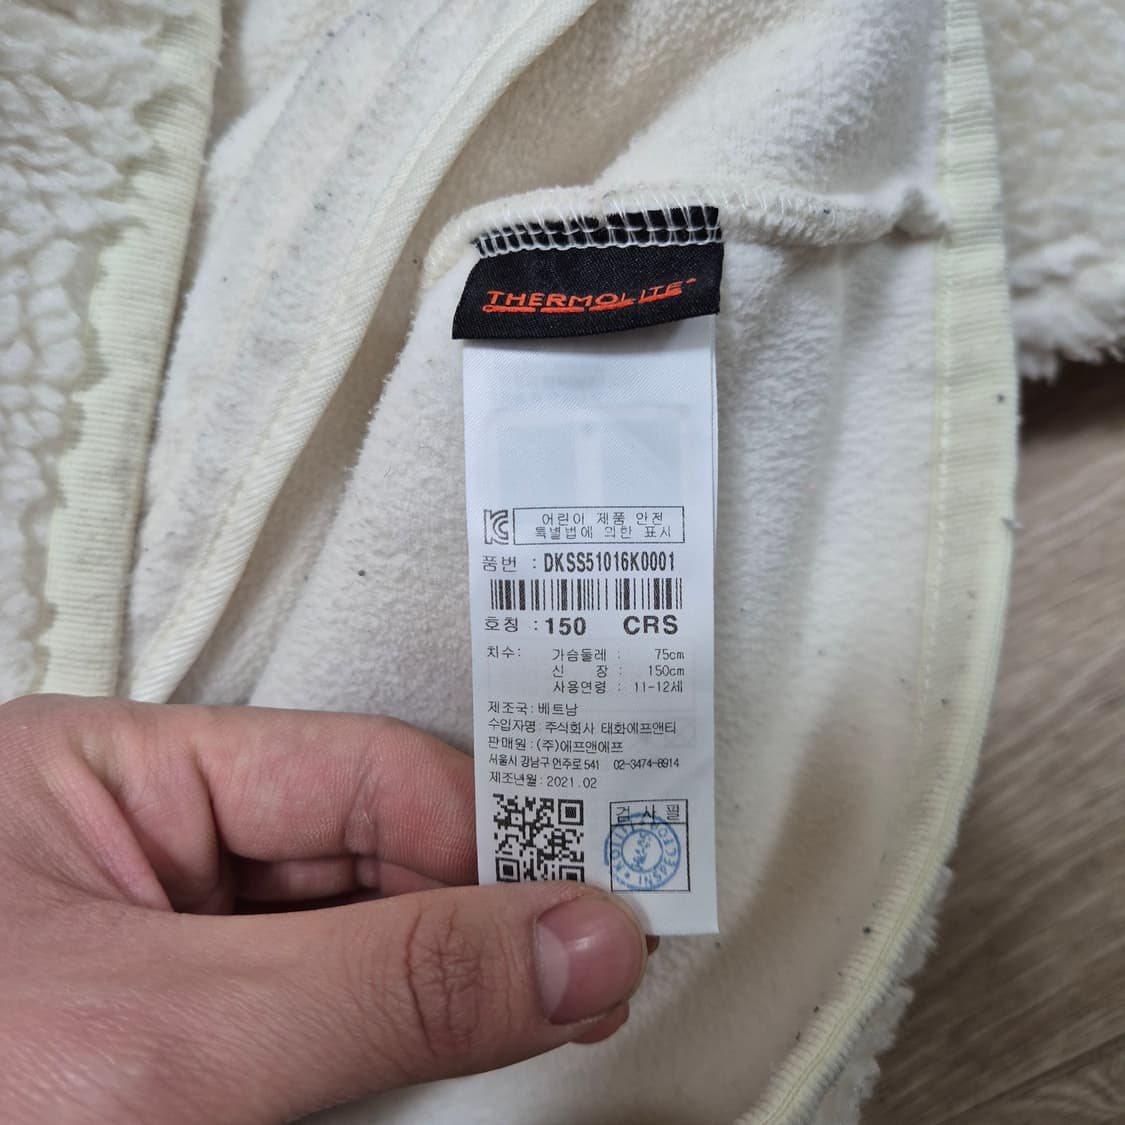 THERMOLITE
어린이 제품 안전
특별법에 의한 표시
품번 : DKSS51016K0001
호칭 : 150 CRS
치수: 가슴둘레 : 75cm
신 장 : 150cm
사용연령 : 11-12세
제조국: 베트남
수입자명: 주식회사 태화에프앤티
판매원 : (주)에프앤에프
서울시 강남구 언주로 541 02-3474-8914
제조년월 : 2021.02
검사필